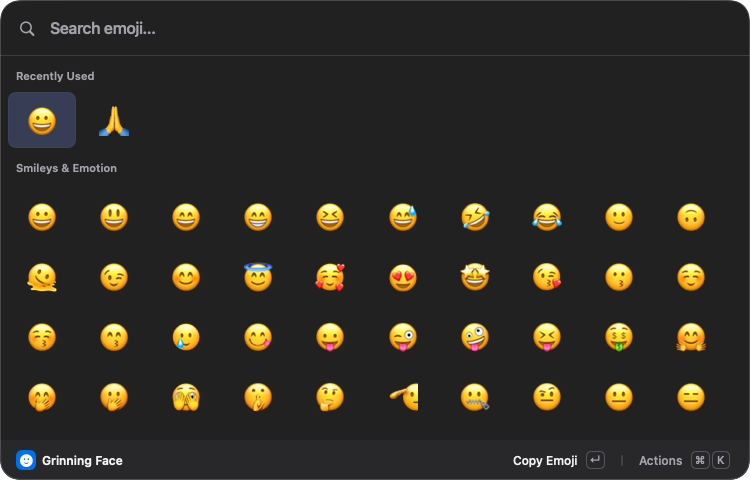 Search emoji...
Recently Used
Smileys & Emotion
Grinning Face Copy Emoji ↵ | Actions ⌘ K